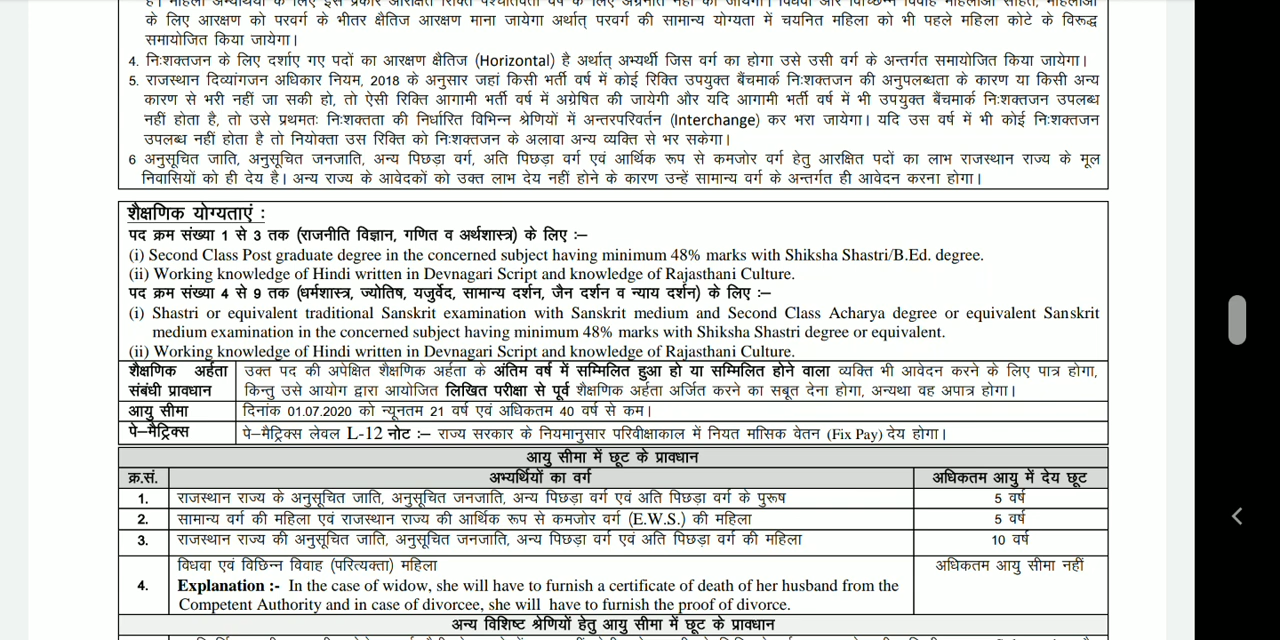 के लिए आरक्षण को परवर्ग के भीतर क्षैतिज आरक्षण माना जायेगा अर्थात् परवर्ग की सामान्य योग्यता में चयनित महिला को भी पहले महिला कोटे के विरूद्ध
समायोजित किया जायेगा।
4. निःशक्तजन के लिए दर्शाए गए पदों का आरक्षण क्षैतिज (Horizontal) है अर्थात् अभ्यर्थी जिस वर्ग का होगा उसे उसी वर्ग के अन्तर्गत समायोजित किया जायेगा।
5. राजस्थान दिव्यांगजन अधिकार नियम, 2018 के अनुसार जहां किसी भर्ती वर्ष में कोई रिक्ति उपयुक्त बैंचमार्क निःशक्तजन की अनुपलब्धता के कारण या किसी अन्य
कारण से भरी नहीं जा सकी हो, तो ऐसी रिक्ति आगामी भर्ती वर्ष में अग्रेषित की जायेगी और यदि आगामी भर्ती वर्ष में भी उपयुक्त बैंचमार्क निःशक्तजन उपलब्ध
नहीं होता है, तो उसे प्रथमतः निःशक्तता की निर्धारित विभिन्न श्रेणियों में अन्तरपरिवर्तन (Interchange) कर भरा जायेगा। यदि उस वर्ष में भी कोई निःशक्तजन
उपलब्ध नहीं होता है तो नियोक्ता उस रिक्ति को निःशक्तजन के अलावा अन्य व्यक्ति से भर सकेगा।
6 अनुसूचित जाति, अनुसूचित जनजाति, अन्य पिछड़ा वर्ग, अति पिछड़ा वर्ग एवं आर्थिक रूप से कमजोर वर्ग हेतु आरक्षित पदों का लाभ राजस्थान राज्य के मूल
निवासियों को ही देय है। अन्य राज्य के आवेदकों को उक्त लाभ देय नहीं होने के कारण उन्हें सामान्य वर्ग के अन्तर्गत ही आवेदन करना होगा।
शैक्षणिक योग्यताएं :
पद क्रम संख्या 1 से 3 तक (राजनीति विज्ञान, गणित व अर्थशास्त्र) के लिए :–
(i) Second Class Post graduate degree in the concerned subject having minimum 48% marks with Shiksha Shastri/B.Ed. degree.
(ii) Working knowledge of Hindi written in Devnagari Script and knowledge of Rajasthani Culture.
पद क्रम संख्या 4 से 9 तक (धर्मशास्त्र, ज्योतिष, यजुर्वेद, सामान्य दर्शन, जैन दर्शन व न्याय दर्शन) के लिए :–
(i) Shastri or equivalent traditional Sanskrit examination with Sanskrit medium and Second Class Acharya degree or equivalent Sanskrit
medium examination in the concerned subject having minimum 48% marks with Shiksha Shastri degree or equivalent.
(ii) Working knowledge of Hindi written in Devnagari Script and knowledge of Rajasthani Culture.
शैक्षणिक अर्हता उक्त पद की अपेक्षित शैक्षणिक अर्हता के अंतिम वर्ष में सम्मिलित हुआ हो या सम्मिलित होने वाला व्यक्ति भी आवेदन करने के लिए पात्र होगा,
संबंधी प्रावधान किन्तु उसे आयोग द्वारा आयोजित लिखित परीक्षा से पूर्व शैक्षणिक अर्हता अर्जित करने का सबूत देना होगा, अन्यथा वह अपात्र होगा।
आयु सीमा दिनांक 01.07.2020 को न्यूनतम 21 वर्ष एवं अधिकतम 40 वर्ष से कम।
पे–मैट्रिक्स पे–मैट्रिक्स लेवल L-12 नोट :– राज्य सरकार के नियमानुसार परिवीक्षाकाल में नियत मासिक वेतन (Fix Pay) देय होगा।
आयु सीमा में छूट के प्रावधान
क्र.सं. अभ्यर्थियों का वर्ग अधिकतम आयु में देय छूट
1. राजस्थान राज्य के अनुसूचित जाति, अनुसूचित जनजाति, अन्य पिछड़ा वर्ग एवं अति पिछड़ा वर्ग के पुरूष 5 वर्ष
2. सामान्य वर्ग की महिला एवं राजस्थान राज्य की आर्थिक रूप से कमजोर वर्ग (E.W.S.) की महिला 5 वर्ष
3. राजस्थान राज्य की अनुसूचित जाति, अनुसूचित जनजाति, अन्य पिछड़ा वर्ग एवं अति पिछड़ा वर्ग की महिला 10 वर्ष
विधवा एवं विछिन्न विवाह (परित्यक्ता) महिला अधिकतम आयु सीमा नहीं
4. Explanation :- In the case of widow, she will have to furnish a certificate of death of her husband from the
Competent Authority and in case of divorcee, she will have to furnish the proof of divorce.
अन्य विशिष्ट श्रेणियों हेतु आयु सीमा में छूट के प्रावधान